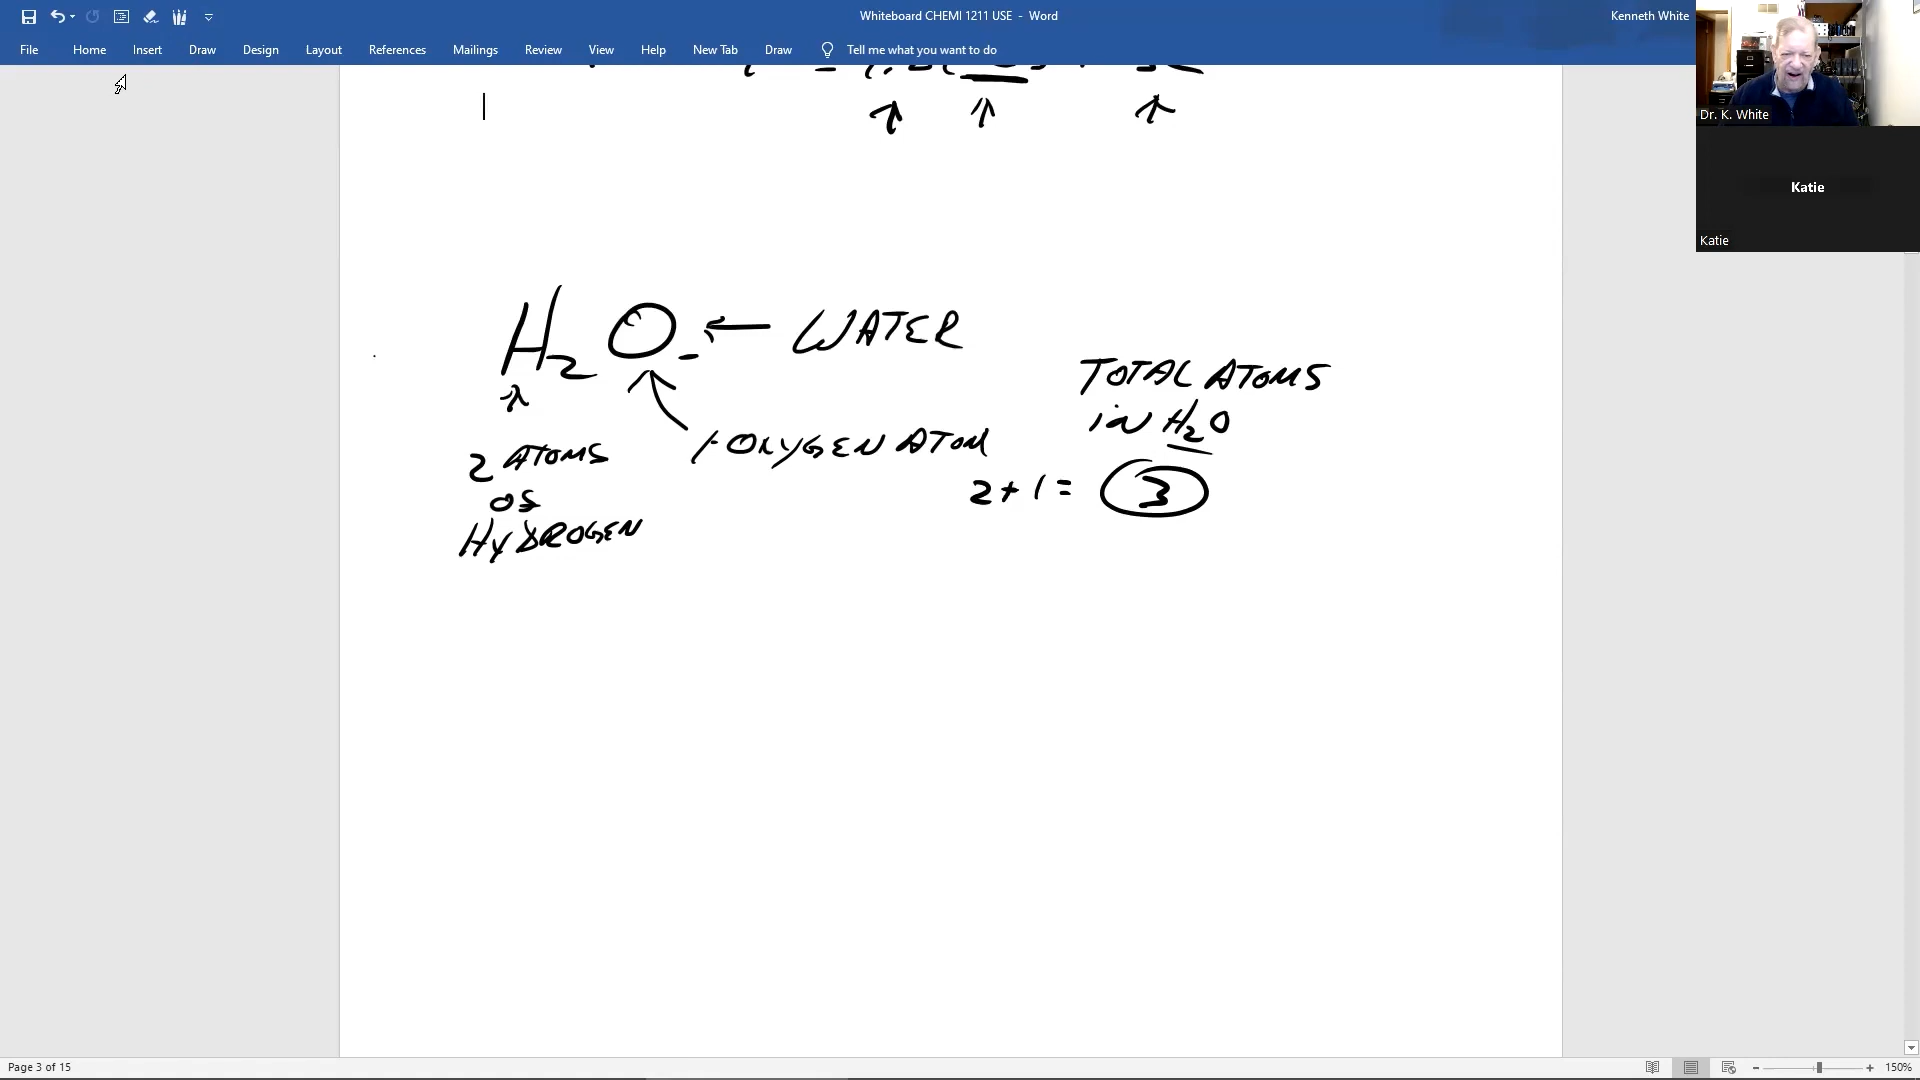 Whiteboard CHEMI 1211 USE - Word
Kenneth White
File Home Insert Draw Design Layout References Mailings Review View Help New Tab Draw Tell me what you want to do
Dr. K. White
Katie
Katie
H₂O ← WATER
TOTAL ATOMS
in H₂O
1 OXYGEN ATOM
2 ATOMS
OF
HYDROGEN
2 + 1 = 3
Page 3 of 15
150%